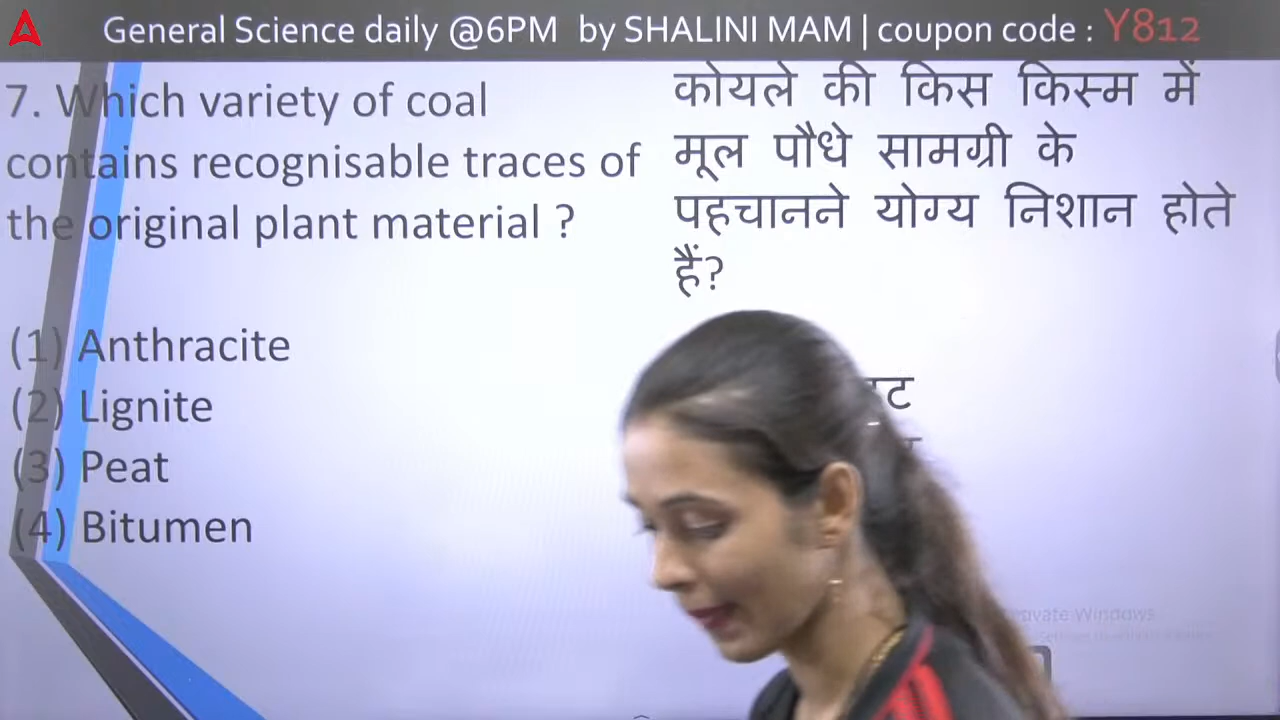 General Science daily @6PM by SHALINI MAM | coupon code : Y812
7. Which variety of coal
contains recognisable traces of
the original plant material ?
(1) Anthracite
(2) Lignite
(3) Peat
(4) Bitumen
कोयले की किस किस्म में
मूल पौधे सामग्री के
पहचानने योग्य निशान होते
हैं?